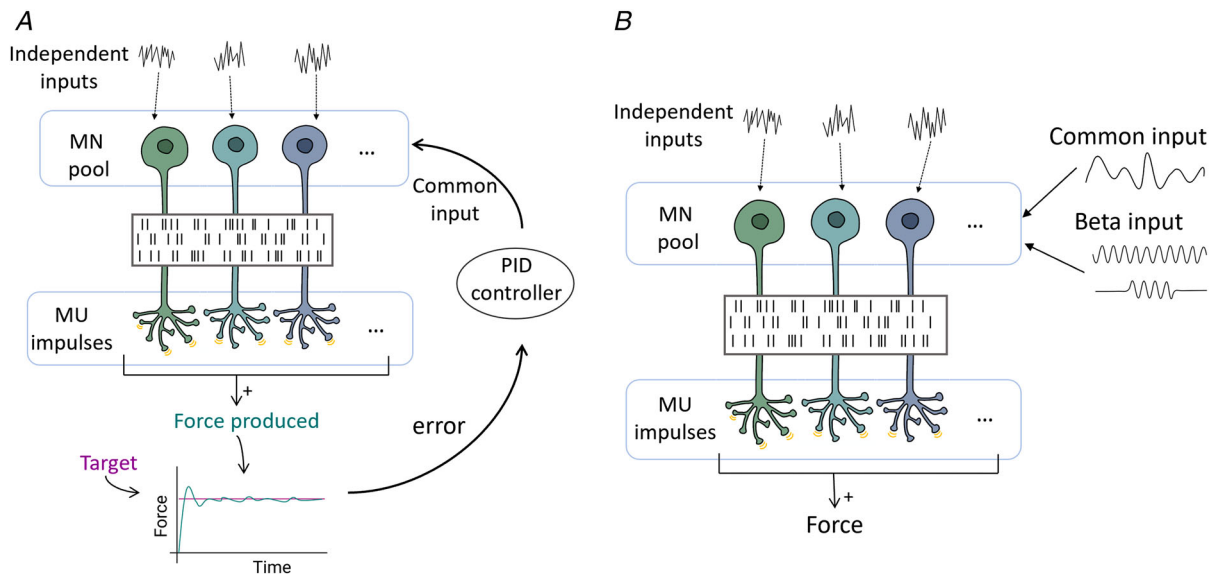 A
Independent
inputs
MN
pool
...
Common
input
PID
controller
MU
impulses
...
+
Force produced
error
Target
Force
Time
B
Independent
inputs
Common input
MN
pool
...
Beta input
MU
impulses
...
+
Force